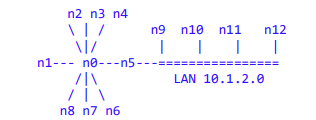 n2 n3 n4
\ | /          n9  n10  n11   n12
\|/            |    |    |     |
n1--- n0---n5---================
/|\              LAN 10.1.2.0
/ | \
n8 n7 n6